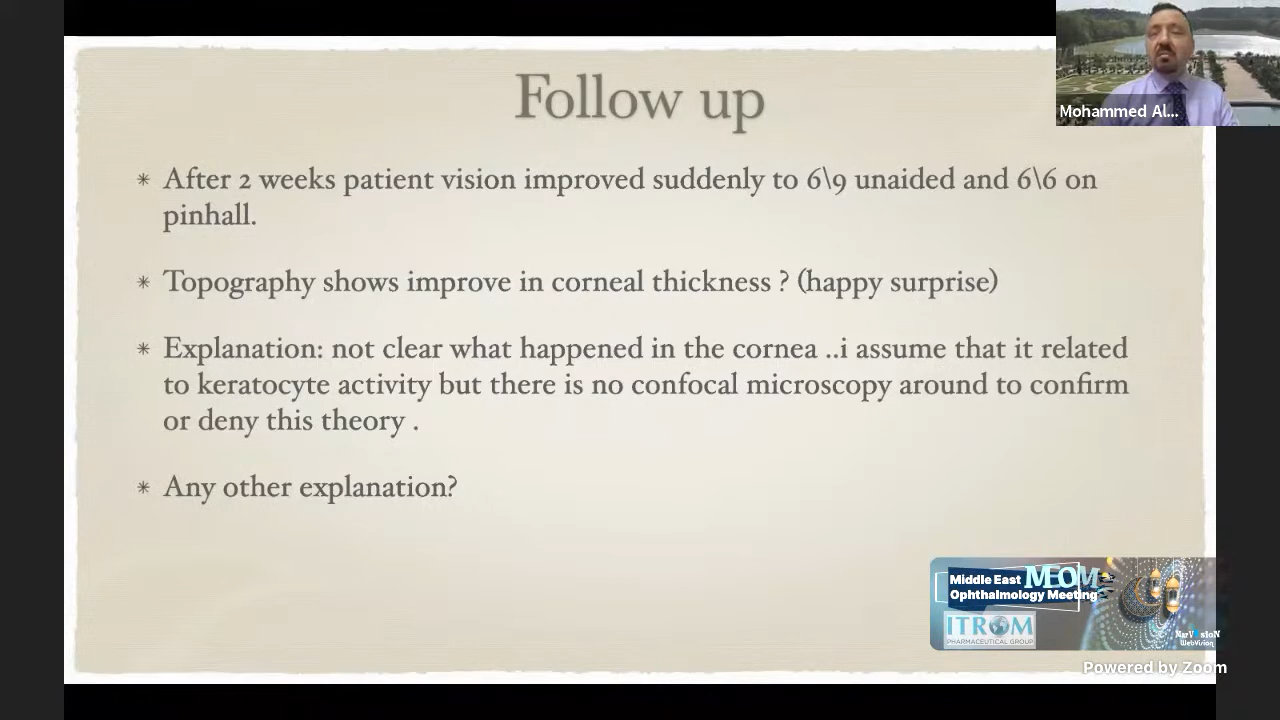 Follow up
Mohammed Al...
* After 2 weeks patient vision improved suddenly to 6\9 unaided and 6\6 on
pinhall.
* Topography shows improve in corneal thickness ? (happy surprise)
* Explanation: not clear what happened in the cornea ..i assume that it related
to keratocyte activity but there is no confocal microscopy around to confirm
or deny this theory .
* Any other explanation?
Middle East MEOM
Ophthalmology Meeting
ITROM
PHARMACEUTICAL GROUP
WebVision
Powered by Zoom